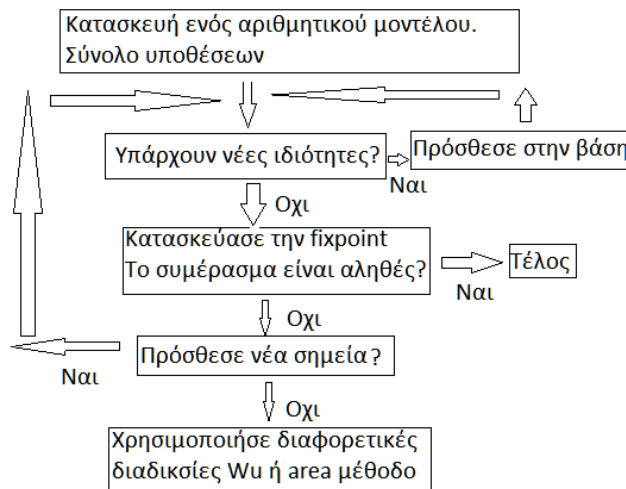 Κατασκευή ενός αριθμητικού μοντέλου.
Σύνολο υποθέσεων
Υπάρχουν νέες ιδιότητες?
Πρόσθεσε στην βάση
Ναι
Οχι
Κατασκεύασε την fixpoint
Το συμέρασμα είναι αληθές?
Τέλος
Ναι
Οχι
Πρόσθεσε νέα σημεία?
Ναι
Οχι
Χρησιμοποιήσε διαφορετικές
διαδικσίες Wu ή area μέθοδο